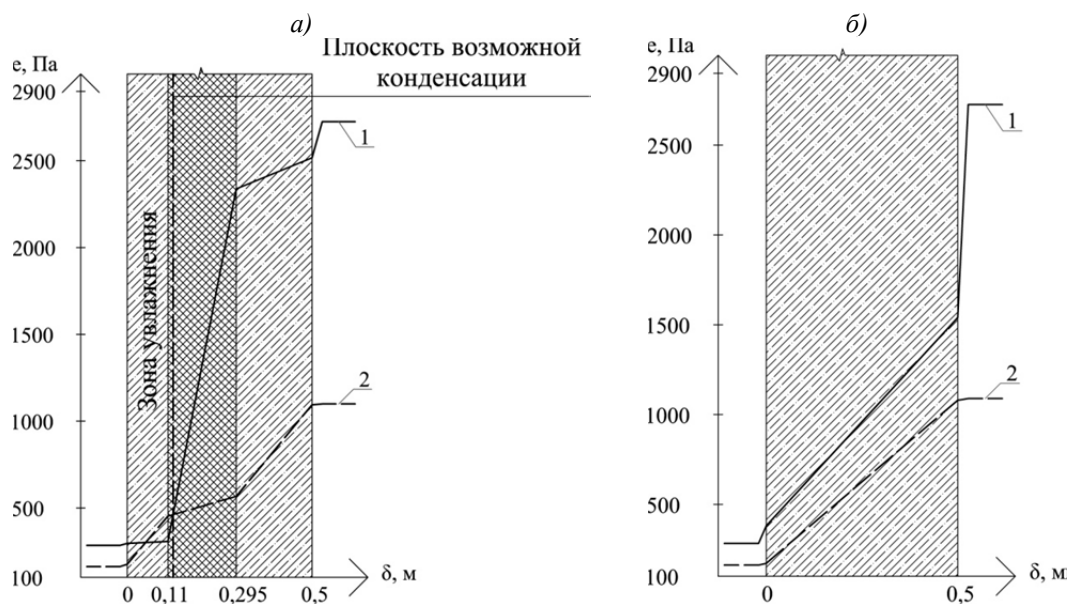 а)
Плоскость возможной
конденсации
е, Па
2900
2500
2000
1500
1000
500
100
Зона увлажнения
1
2
0
0,11
0,295
0,5
δ, м
б)
е, Па
2900
2500
2000
1500
1000
500
100
1
2
0
0,5
δ, м